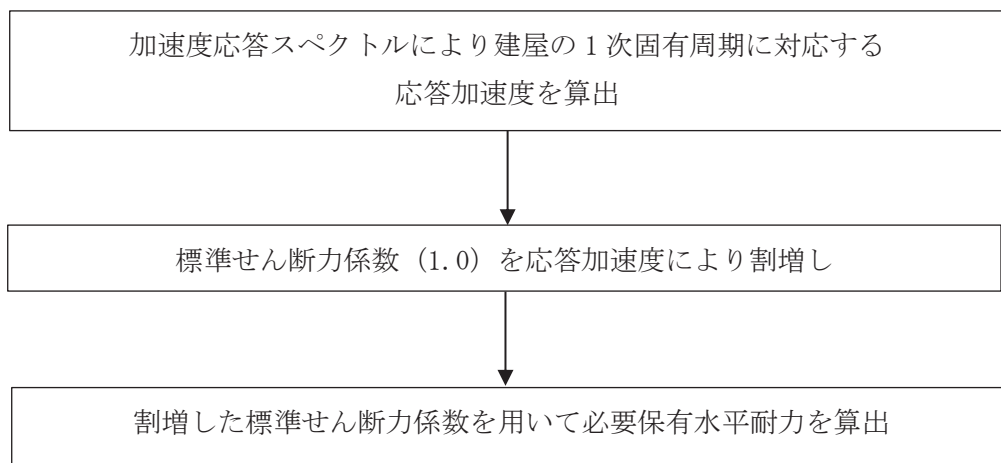 加速度応答スペクトルにより建屋の1次固有周期に対応する
応答加速度を算出
標準せん断力係数（1.0）を応答加速度により割増し
割増した標準せん断力係数を用いて必要保有水平耐力を算出